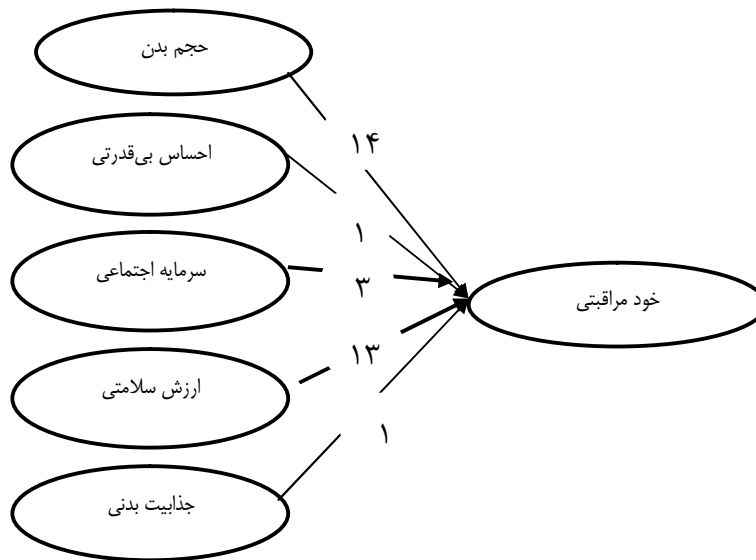 حجم بدن
۱۴
احساس بی‌قدرتی
۱
سرمایه اجتماعی
۳
خود مراقبتی
۱۳
ارزش سلامتی
۱
جذابیت بدنی